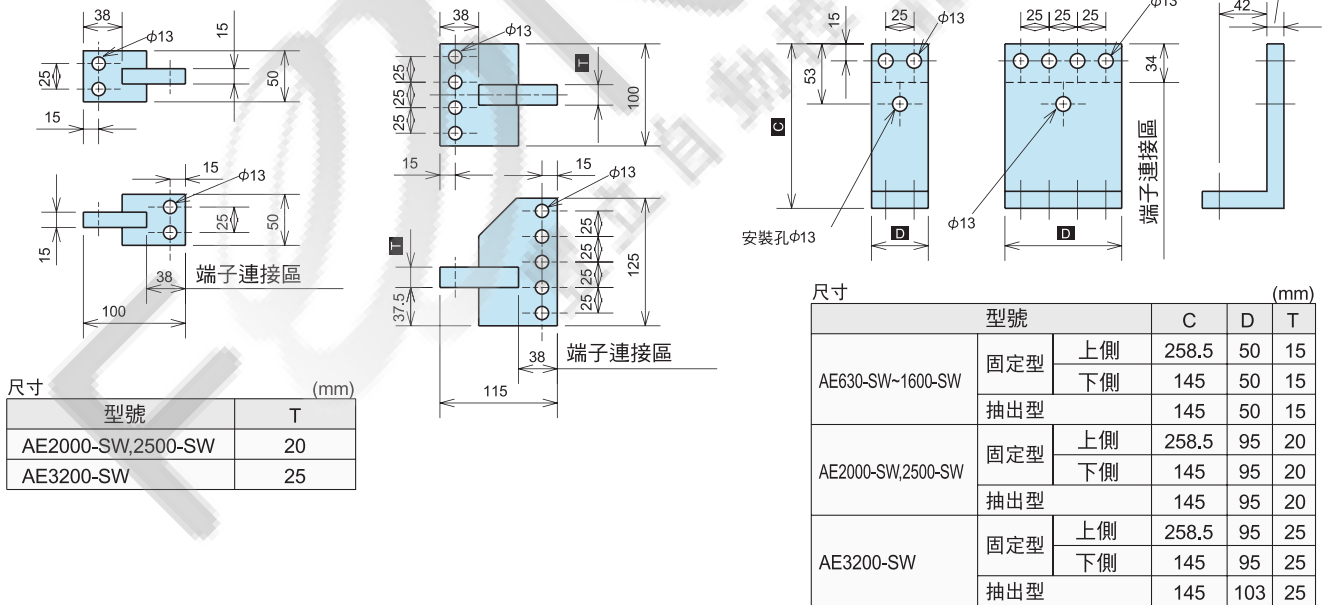 38
φ13
15
25
50
15
15
φ13
15
25
50
38
端子連接區
100
38
φ13
T
25
25
25
100
15
15
φ13
T
25
25
25
25
125
37.5
38
端子連接區
115
15
25
φ13
53
C
安裝孔φ13
D
25
25
25
φ13
34
端子連接區
φ13
D
42
尺寸 (mm)
型號 T
AE2000-SW,2500-SW 20
AE3200-SW 25
尺寸 (mm)
型號 C D T
AE630-SW~1600-SW 固定型 上側 258.5 50 15
下側 145 50 15
抽出型 145 50 15
AE2000-SW,2500-SW 固定型 上側 258.5 95 20
下側 145 95 20
抽出型 145 95 20
AE3200-SW 固定型 上側 258.5 95 25
下側 145 95 25
抽出型 145 103 25